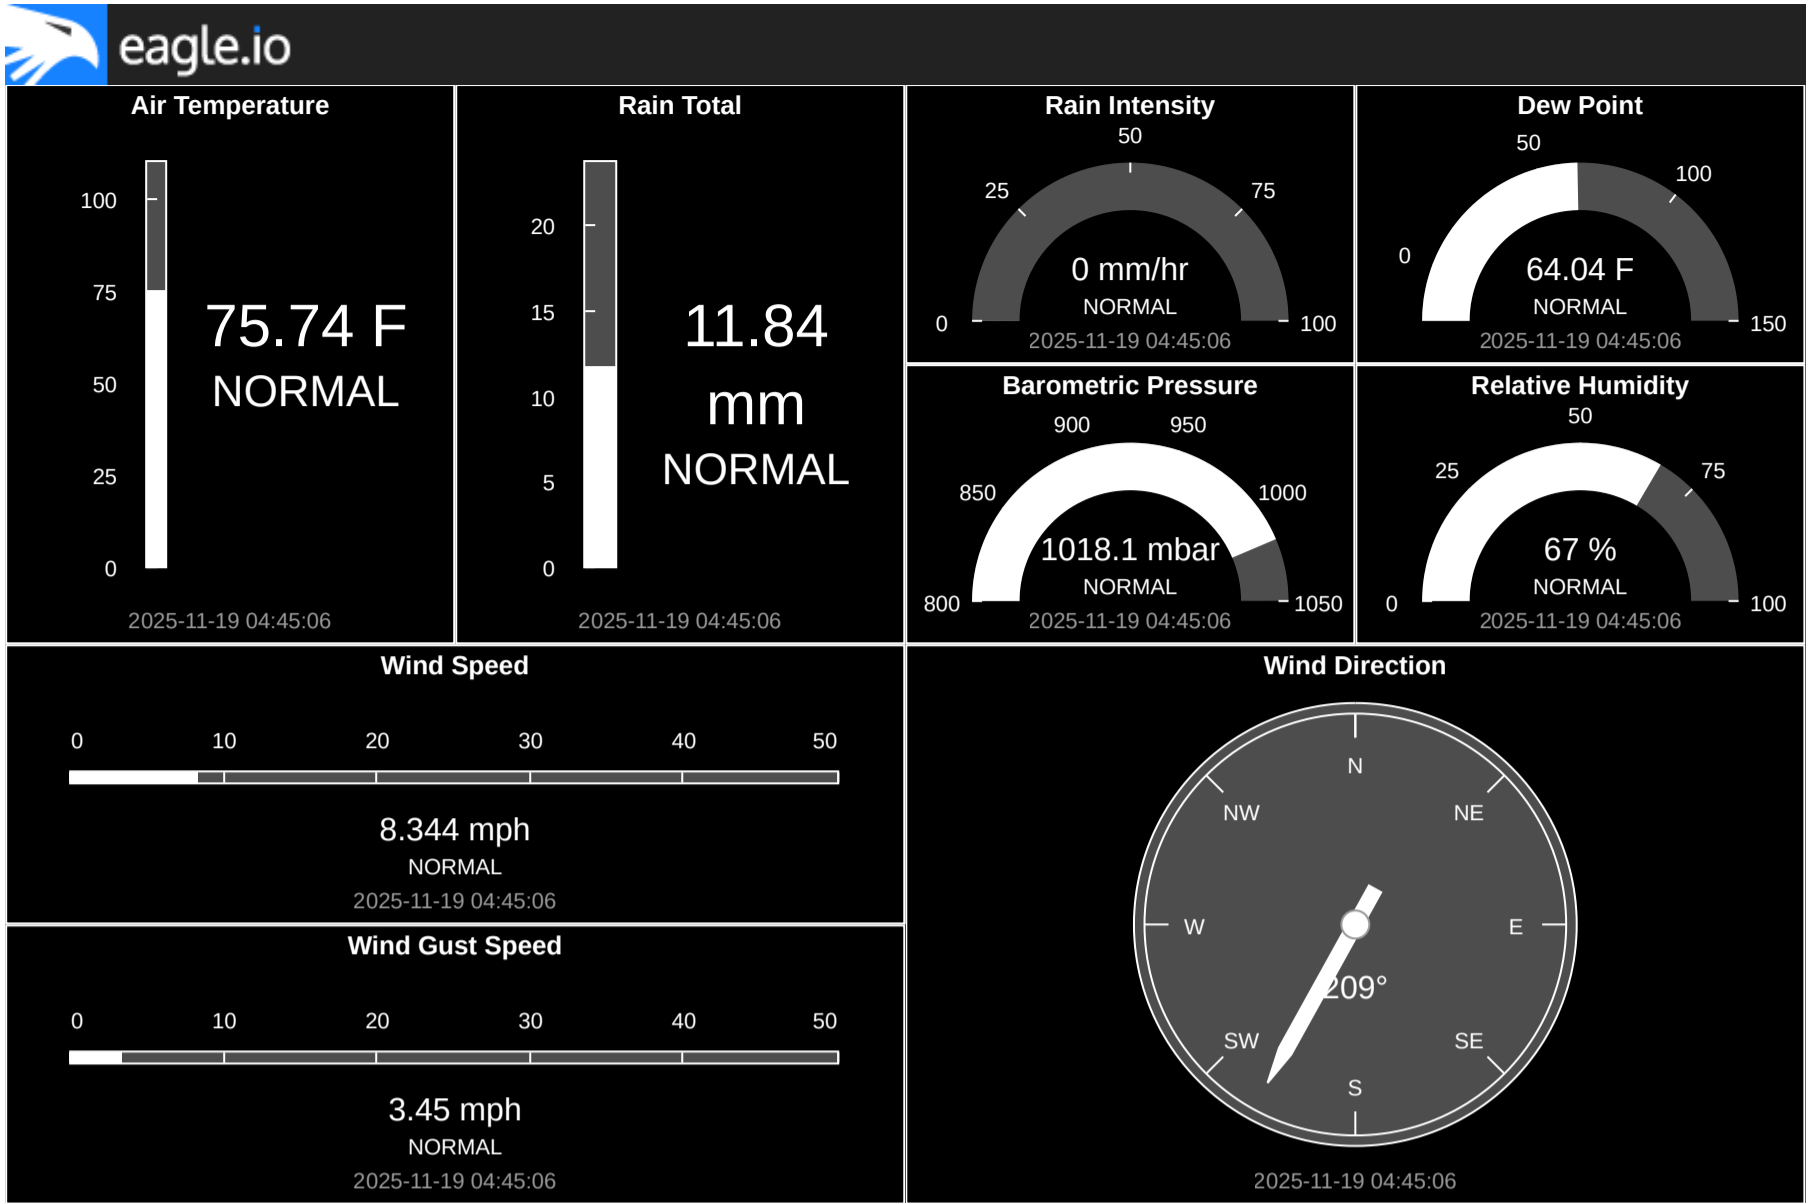 eagle.io
Air Temperature
100
75
50
25
0
75.74 F
NORMAL
2025-11-19 04:45:06
Rain Total
20
15
10
5
0
11.84
mm
NORMAL
2025-11-19 04:45:06
Rain Intensity
50
25 75
0 100
0 mm/hr
NORMAL
2025-11-19 04:45:06
Dew Point
50
100
0
150
64.04 F
NORMAL
2025-11-19 04:45:06
Barometric Pressure
900 950
850 1000
800 1050
1018.1 mbar
NORMAL
2025-11-19 04:45:06
Relative Humidity
50
25 75
0 100
67 %
NORMAL
2025-11-19 04:45:06
Wind Speed
0 10 20 30 40 50
8.344 mph
NORMAL
2025-11-19 04:45:06
Wind Gust Speed
0 10 20 30 40 50
3.45 mph
NORMAL
2025-11-19 04:45:06
Wind Direction
N
NW NE
W E
209°
SW SE
S
2025-11-19 04:45:06